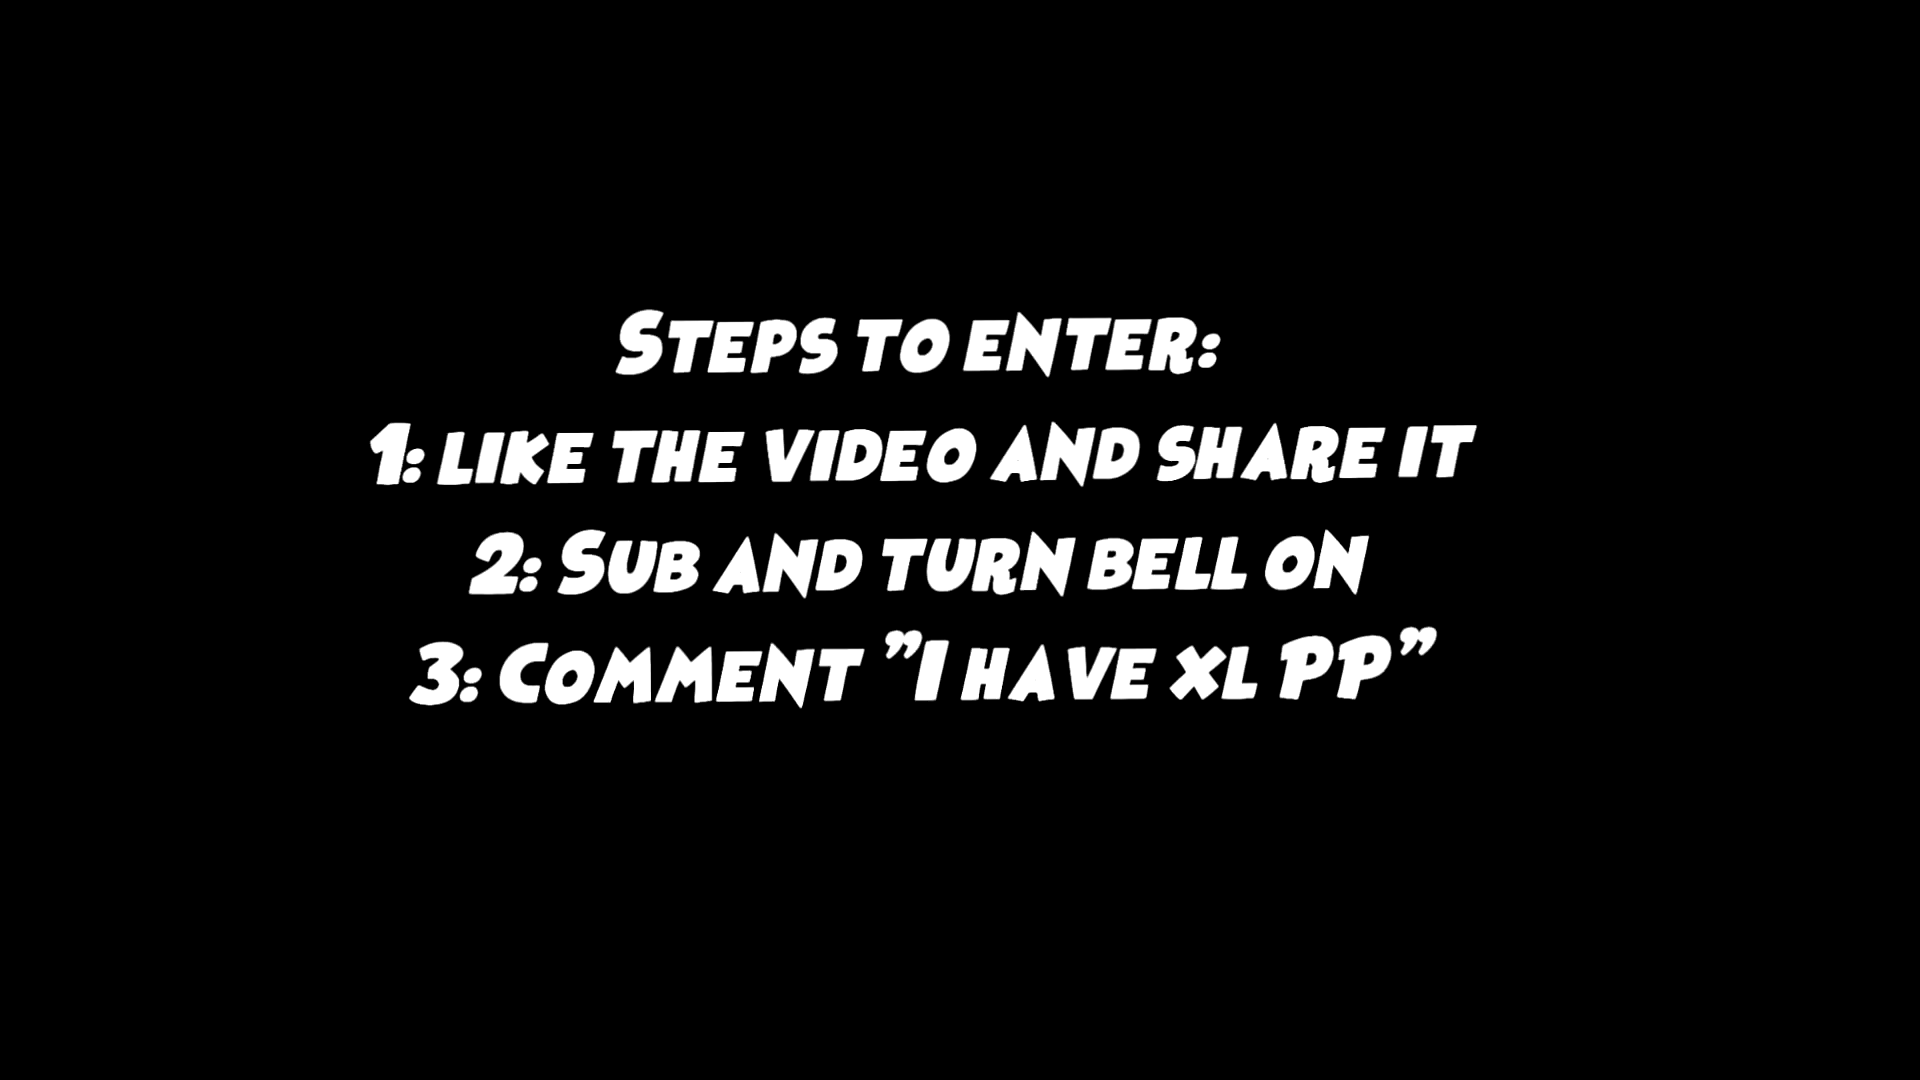 Steps to enter:
1: like the video and share it
2: Sub and turn bell on
3: Comment "I have xl PP"